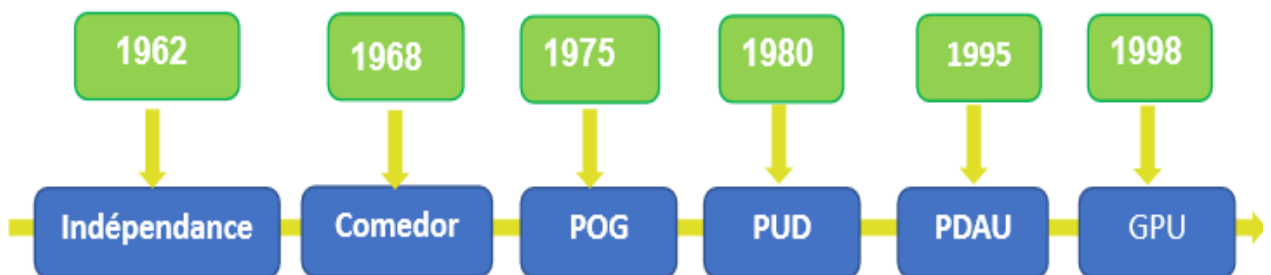 1962
1968
1975
1980
1995
1998
Indépendance
Comedor
POG
PUD
PDAU
GPU